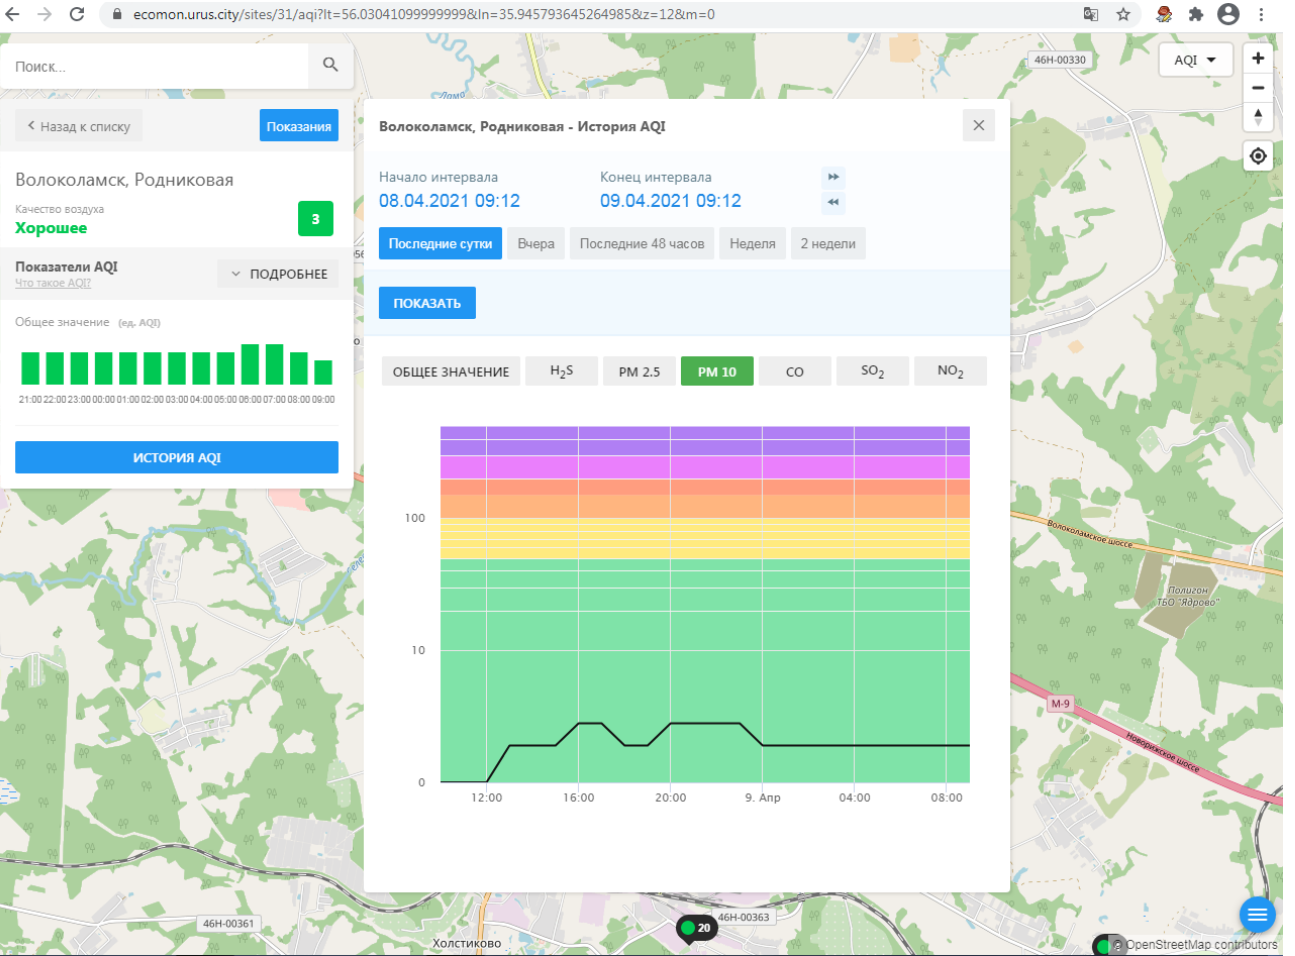 ecomon.urus.city/sites/31/aqi?lt=56.03041099999999&ln=35.945793645264985&z=12&m=0
Поиск...
46Н-00330
AQI
Лама
Назад к списку
Показания
Волоколамск, Родниковая - История AQI
Волоколамск, Родниковая
Качество воздуха
Хорошее
3
Начало интервала
Конец интервала
08.04.2021 09:12
09.04.2021 09:12
Последние сутки
Вчера
Последние 48 часов
Неделя
2 недели
Показатели AQI
Что такое AQI?
ПОДРОБНЕЕ
ПОКАЗАТЬ
Общее значение (ед. AQI)
21:00 22:00 23:00 00:00 01:00 02:00 03:00 04:00 05:00 06:00 07:00 08:00 09:00
ИСТОРИЯ AQI
ОБЩЕЕ ЗНАЧЕНИЕ
H2S
PM 2.5
PM 10
CO
SO2
NO2
100
10
0
12:00
16:00
20:00
9. Апр
04:00
08:00
Волоколамское шоссе
Полигон
ТБО "Ядрово"
М-9
Новорижское шоссе
46Н-00361
Холстиково
20
46Н-00363
© OpenStreetMap contributors